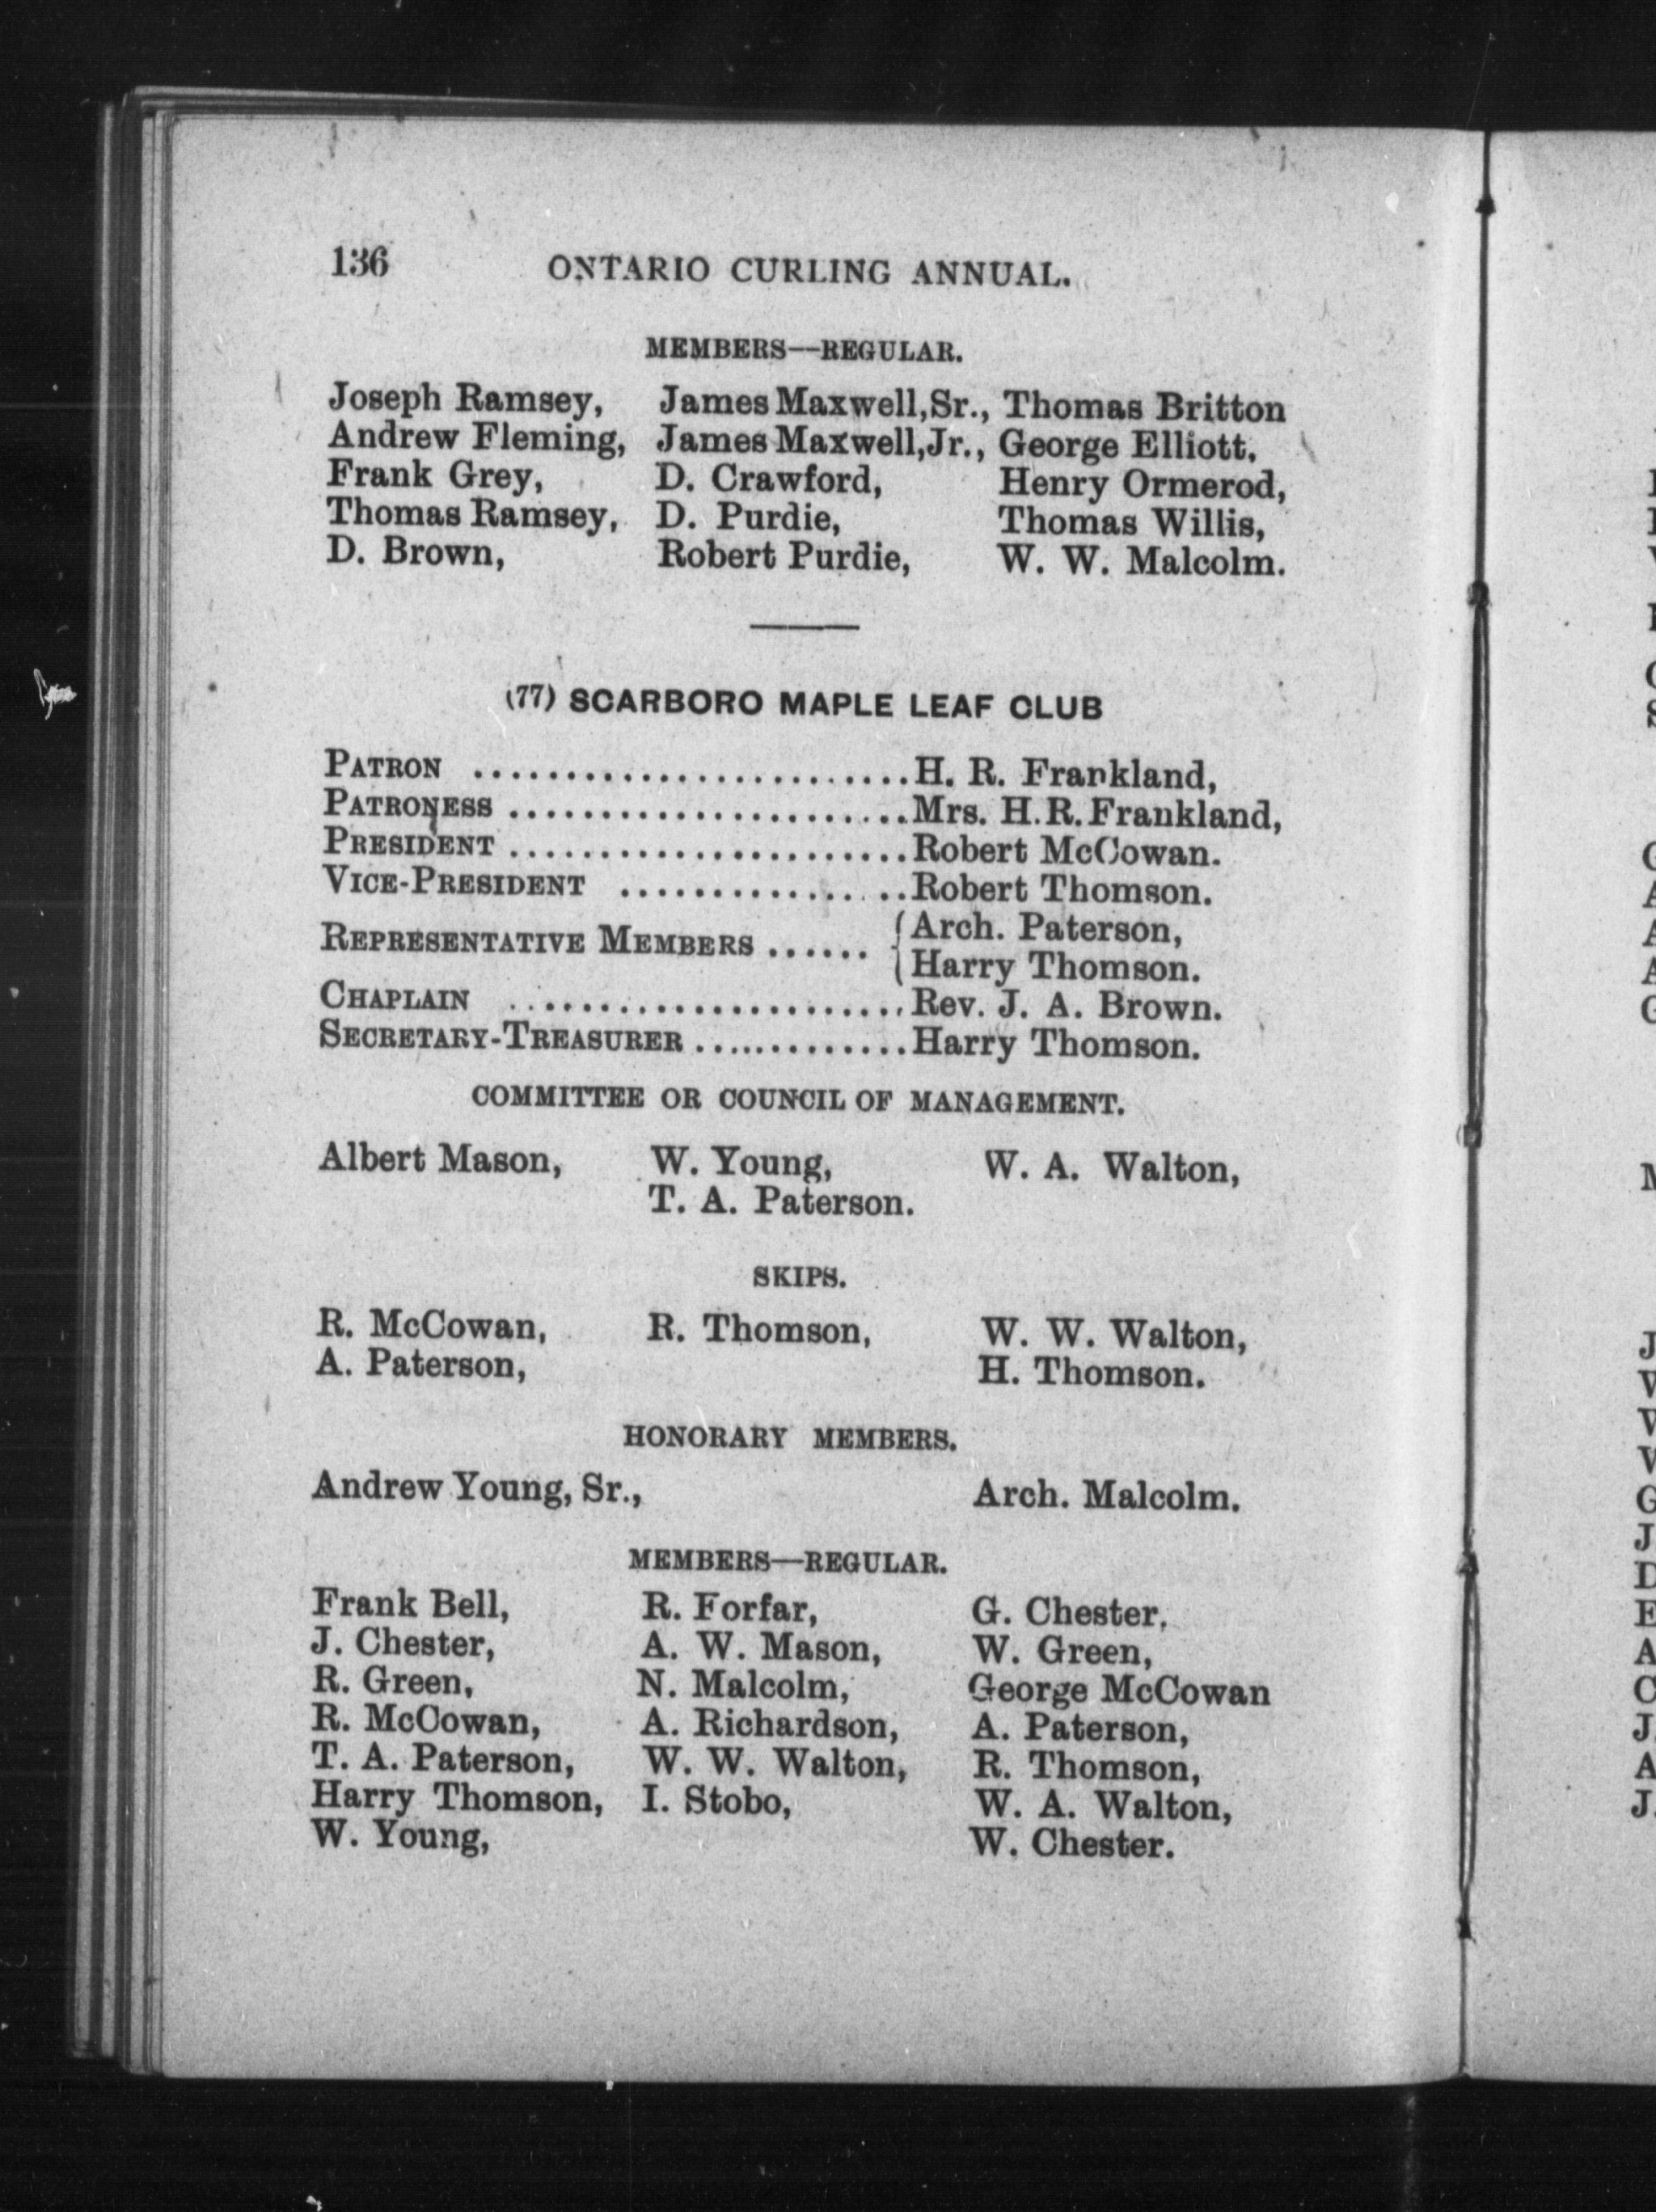 136 ONTARIO CURLING ANNUAL.
MEMBERS—REGULAR.
Joseph Ramsey, James Maxwell, Sr., Thomas Britton
Andrew Fleming, James Maxwell, Jr., George Elliott.
Frank Grey, D. Crawford, Henry Ormerod,
Thomas Ramsey, D. Purdie, Thomas Willis,
D. Brown, Robert Purdie, W. W. Malcolm.
(77) SCARBORO MAPLE LEAF CLUB
PATRON ........................H. R. Frankland,
PATRONESS ......................Mrs. H. R. Frankland,
PRESIDENT ......................Robert McCowan.
VICE-PRESIDENT ................Robert Thomson.
REPRESENTATIVE MEMBERS ...... { Arch. Paterson,
Harry Thomson.
CHAPLAIN ......................Rev. J. A. Brown.
SECRETARY-TREASURER ............Harry Thomson.
COMMITTEE OR COUNCIL OF MANAGEMENT.
Albert Mason, W. Young, W. A. Walton,
T. A. Paterson.
SKIPS.
R. McCowan, R. Thomson, W. W. Walton,
A. Paterson, H. Thomson.
HONORARY MEMBERS.
Andrew Young, Sr., Arch. Malcolm.
MEMBERS—REGULAR.
Frank Bell, R. Forfar, G. Chester,
J. Chester, A. W. Mason, W. Green,
R. Green, N. Malcolm, George McCowan
R. McCowan, A. Richardson, A. Paterson,
T. A. Paterson, W. W. Walton, R. Thomson,
Harry Thomson, I. Stobo, W. A. Walton,
W. Young, W. Chester.